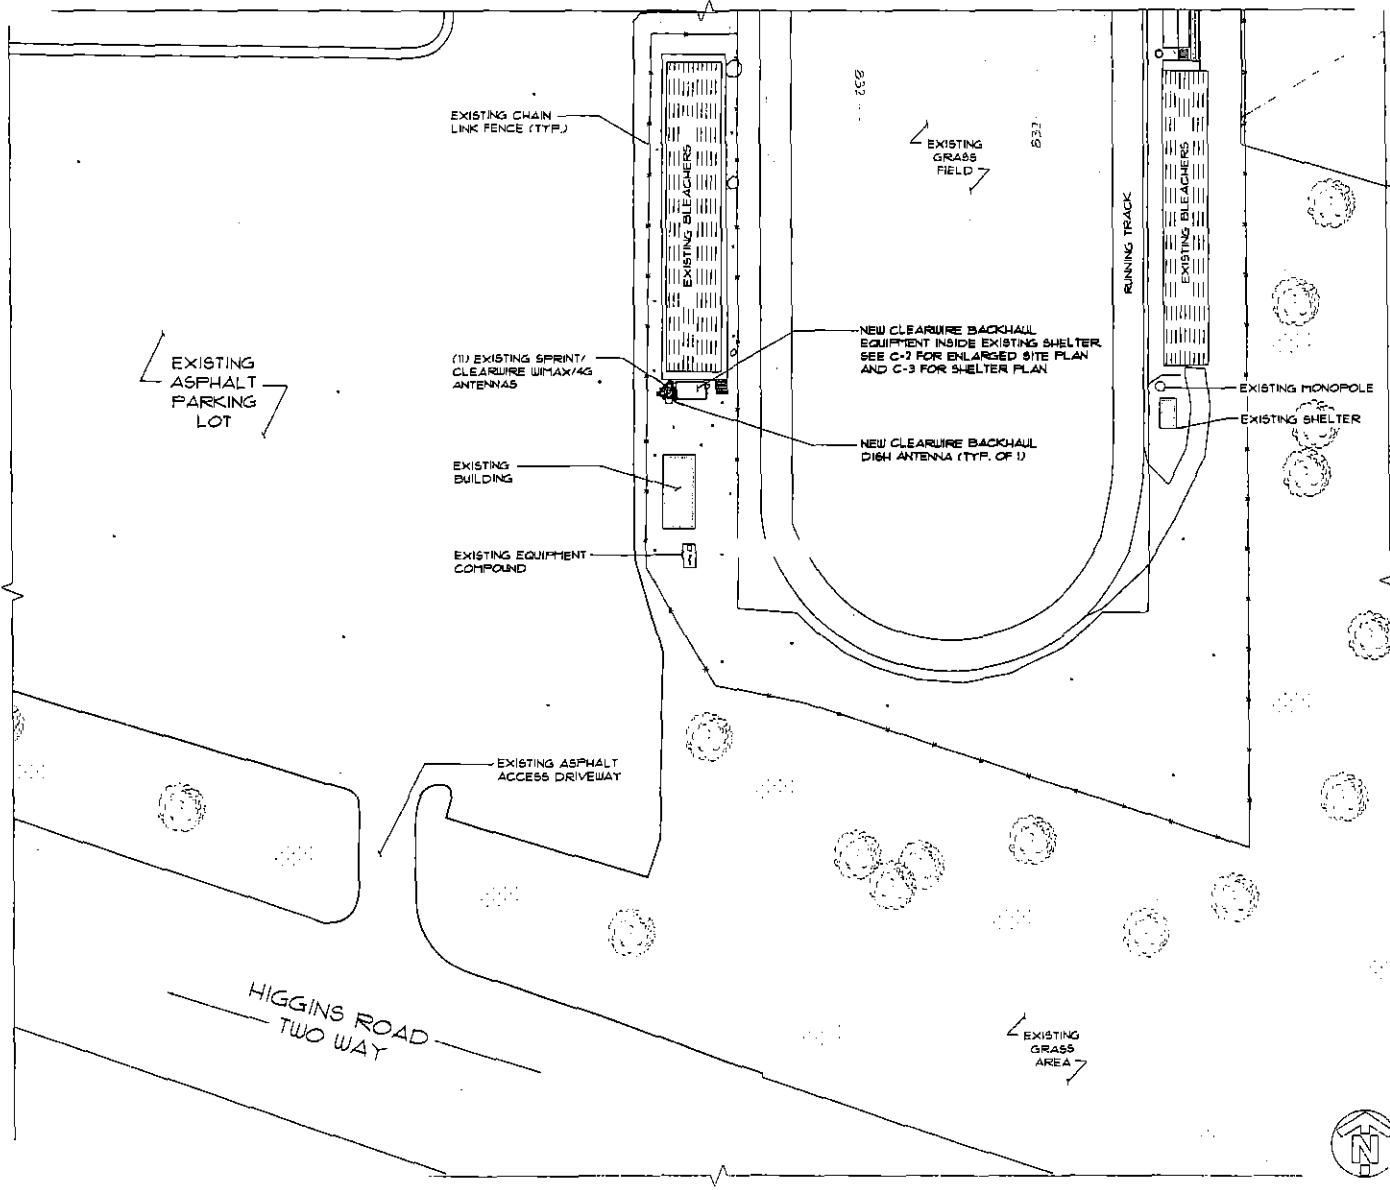 EXISTING CHAIN
LINK FENCE (TYP.)
832
EXISTING
GRASS
FIELD
832
EXISTING BLEACHERS
RUNNING TRACK
EXISTING BLEACHERS
EXISTING
ASPHALT
PARKING
LOT
(11) EXISTING SPRINT/
CLEARWIRE WIMAX/4G
ANTENNAS
NEW CLEARWIRE BACKHAUL
EQUIPMENT INSIDE EXISTING SHELTER
SEE C-2 FOR ENLARGED SITE PLAN
AND C-3 FOR SHELTER PLAN
EXISTING MONOPOLE
EXISTING SHELTER
NEW CLEARWIRE BACKHAUL
DISH ANTENNA (TYP. OF 1)
EXISTING
BUILDING
EXISTING EQUIPMENT
COMPOUND
EXISTING ASPHALT
ACCESS DRIVEWAY
HIGGINS ROAD
TWO WAY
EXISTING
GRASS
AREA
N